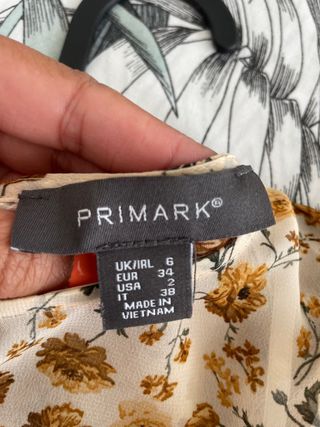 PRIMARK®
UK/IRL 6
EUR 34
USA 2
IT 38
MADE IN
VIETNAM